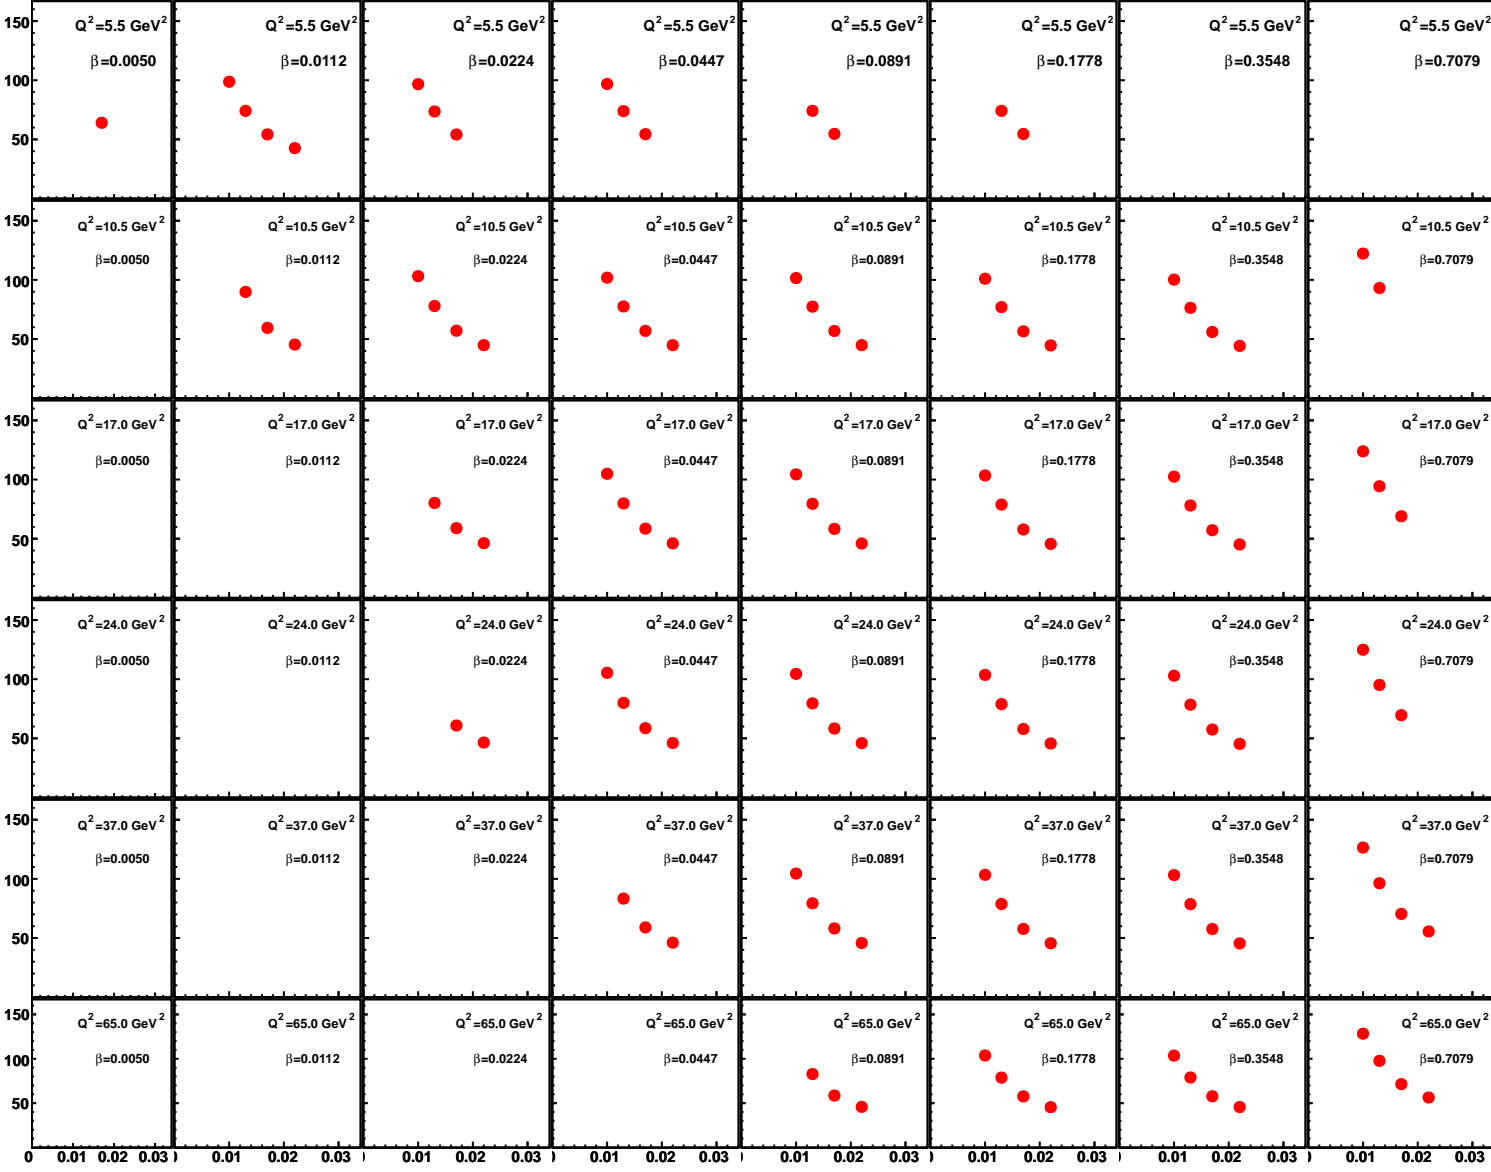 150 Q²=5.5 GeV² Q²=5.5 GeV² Q²=5.5 GeV² Q²=5.5 GeV² Q²=5.5 GeV² Q²=5.5 GeV² Q²=5.5 GeV² Q²=5.5 GeV²
β=0.0050 β=0.0112 β=0.0224 β=0.0447 β=0.0891 β=0.1778 β=0.3548 β=0.7079
100
50
150 Q²=10.5 GeV² Q²=10.5 GeV² Q²=10.5 GeV² Q²=10.5 GeV² Q²=10.5 GeV² Q²=10.5 GeV² Q²=10.5 GeV² Q²=10.5 GeV²
β=0.0050 β=0.0112 β=0.0224 β=0.0447 β=0.0891 β=0.1778 β=0.3548 β=0.7079
100
50
150 Q²=17.0 GeV² Q²=17.0 GeV² Q²=17.0 GeV² Q²=17.0 GeV² Q²=17.0 GeV² Q²=17.0 GeV² Q²=17.0 GeV² Q²=17.0 GeV²
β=0.0050 β=0.0112 β=0.0224 β=0.0447 β=0.0891 β=0.1778 β=0.3548 β=0.7079
100
50
150 Q²=24.0 GeV² Q²=24.0 GeV² Q²=24.0 GeV² Q²=24.0 GeV² Q²=24.0 GeV² Q²=24.0 GeV² Q²=24.0 GeV² Q²=24.0 GeV²
β=0.0050 β=0.0112 β=0.0224 β=0.0447 β=0.0891 β=0.1778 β=0.3548 β=0.7079
100
50
150 Q²=37.0 GeV² Q²=37.0 GeV² Q²=37.0 GeV² Q²=37.0 GeV² Q²=37.0 GeV² Q²=37.0 GeV² Q²=37.0 GeV² Q²=37.0 GeV²
β=0.0050 β=0.0112 β=0.0224 β=0.0447 β=0.0891 β=0.1778 β=0.3548 β=0.7079
100
50
150 Q²=65.0 GeV² Q²=65.0 GeV² Q²=65.0 GeV² Q²=65.0 GeV² Q²=65.0 GeV² Q²=65.0 GeV² Q²=65.0 GeV² Q²=65.0 GeV²
100 β=0.0050 β=0.0112 β=0.0224 β=0.0447 β=0.0891 β=0.1778 β=0.3548 β=0.7079
50
0 0.01 0.02 0.03 0.01 0.02 0.03 0.01 0.02 0.03 0.01 0.02 0.03 0.01 0.02 0.03 0.01 0.02 0.03 0.01 0.02 0.03 0.01 0.02 0.03